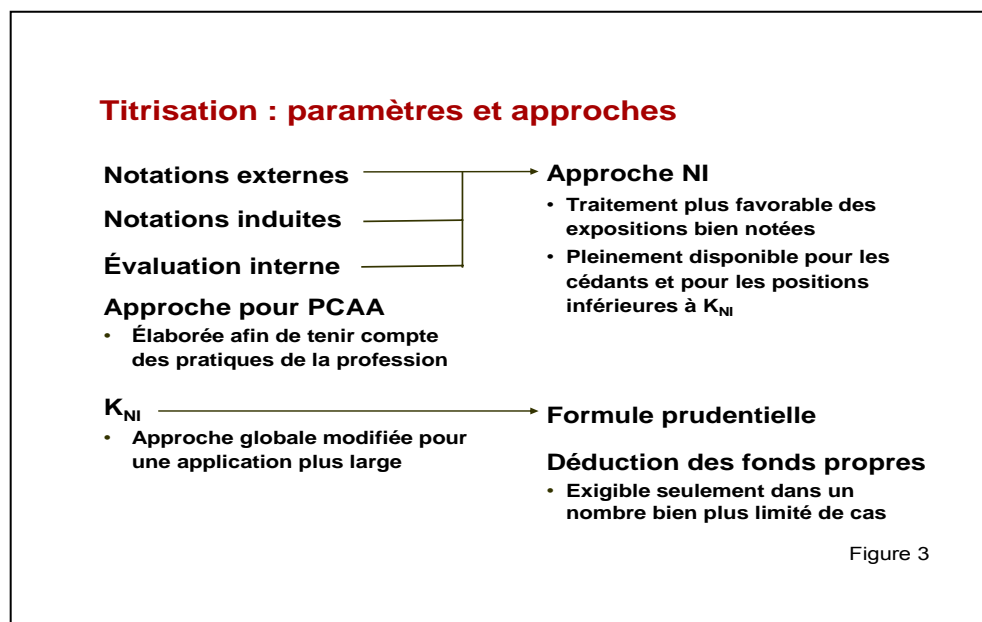 Titrisation : paramètres et approches
Notations externes
Notations induites
Évaluation interne
Approche pour PCAA
• Élaborée afin de tenir compte
des pratiques de la profession
K_NI
• Approche globale modifiée pour
une application plus large
Approche NI
• Traitement plus favorable des
expositions bien notées
• Pleinement disponible pour les
cédants et pour les positions
inférieures à K_NI
Formule prudentielle
Déduction des fonds propres
• Exigible seulement dans un
nombre bien plus limité de cas
Figure 3